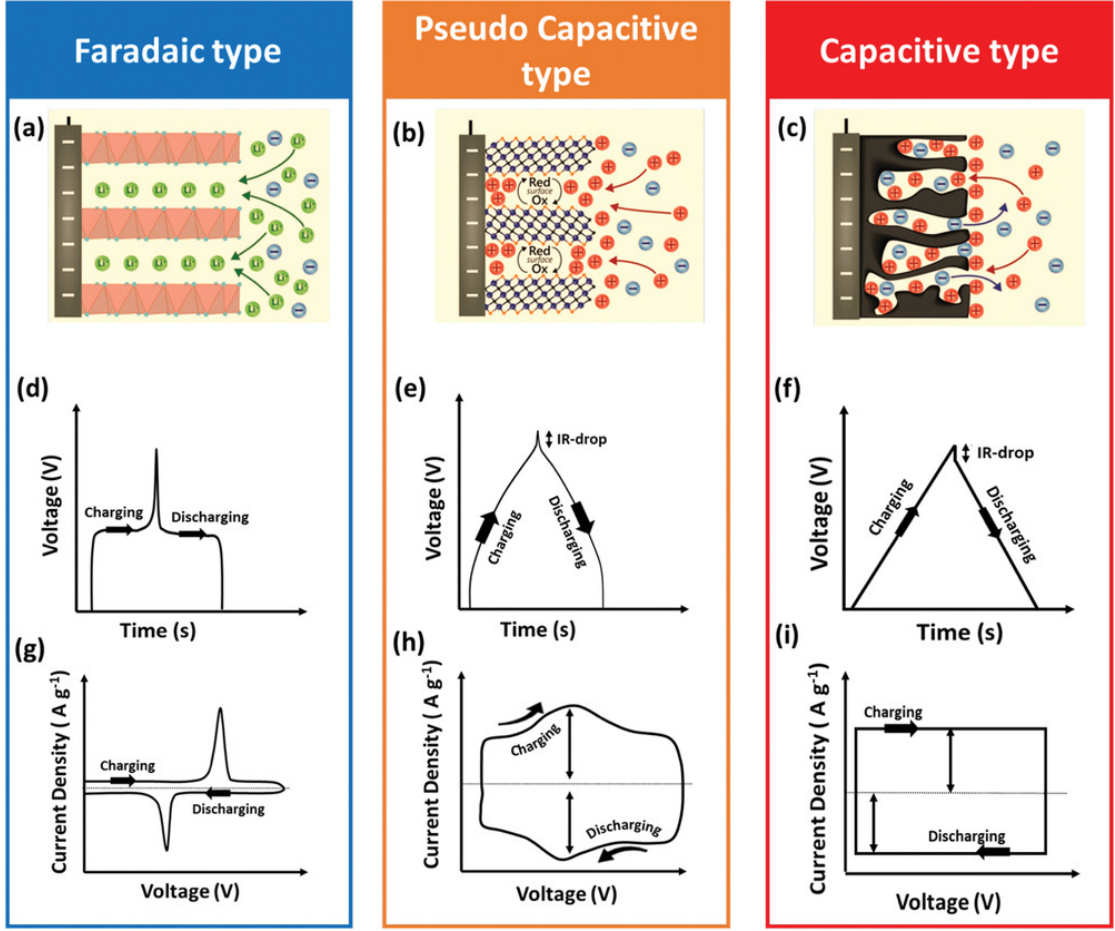 Faradaic type
(a)
Li⁺
(d)
Voltage (V)
Charging
Discharging
Time (s)
(g)
Current Density ( A g⁻¹)
Charging
Discharging
Voltage (V)
Pseudo Capacitive
type
(b)
Red
surface
Ox
Red
surface
Ox
(e)
IR-drop
Voltage (V)
Charging
Discharging
Time (s)
(h)
Current Density ( A g⁻¹)
Charging
Discharging
Voltage (V)
Capacitive type
(c)
(f)
IR-drop
Voltage (V)
Charging
Discharging
Time (s)
(i)
Current Density ( A g⁻¹)
Charging
Discharging
Voltage (V)